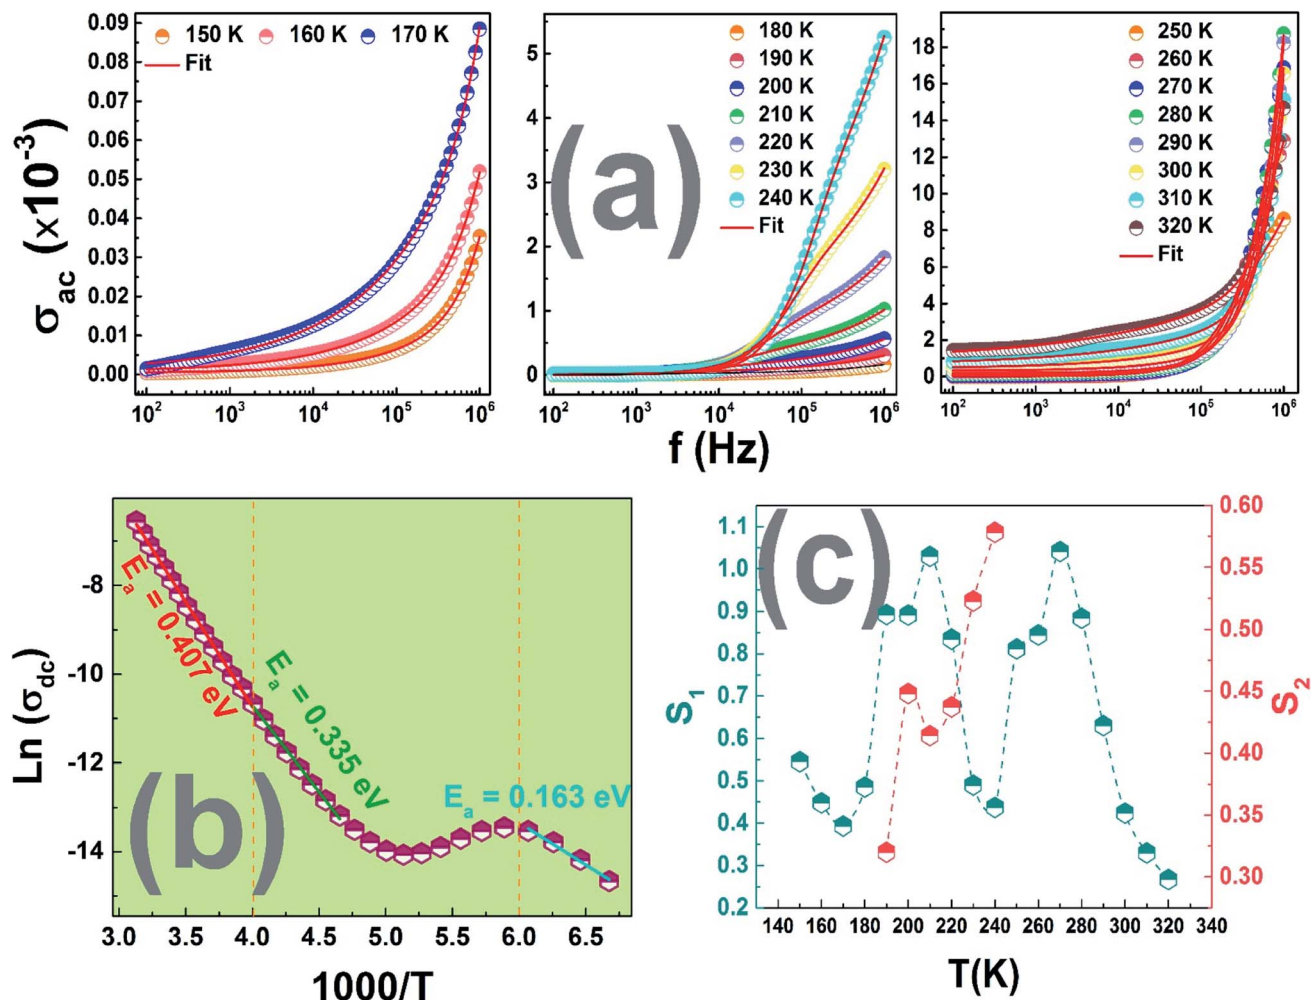 σac (x10-3)
0.09
0.08
0.07
0.06
0.05
0.04
0.03
0.02
0.01
0.00
150 K 160 K 170 K
Fit
10² 10³ 10⁴ 10⁵ 10⁶
5
4
3
2
1
0
180 K
190 K
200 K
210 K
220 K
230 K
240 K
Fit
(a)
10² 10³ 10⁴ 10⁵ 10⁶
18
16
14
12
10
8
6
4
2
0
250 K
260 K
270 K
280 K
290 K
300 K
310 K
320 K
Fit
10² 10³ 10⁴ 10⁵ 10⁶
f (Hz)
Ln (σdc)
-8
-10
-12
-14
Ea = 0.407 eV
Ea = 0.335 eV
Ea = 0.163 eV
(b)
3.0 3.5 4.0 4.5 5.0 5.5 6.0 6.5
1000/T
S1
1.1
1.0
0.9
0.8
0.7
0.6
0.5
0.4
0.3
0.2
(c)
0.60
0.55
0.50
0.45
0.40
0.35
0.30
S2
140 160 180 200 220 240 260 280 300 320 340
T(K)